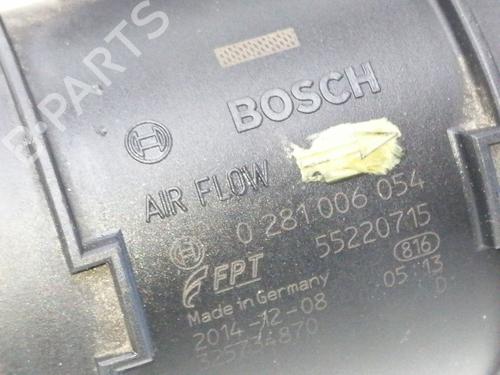 B-PARTS
BOSCH
AIR FLOW
0 281 006 054
55220715
FPT
816
Made in Germany
2014-12-08 05:13
325734870 D